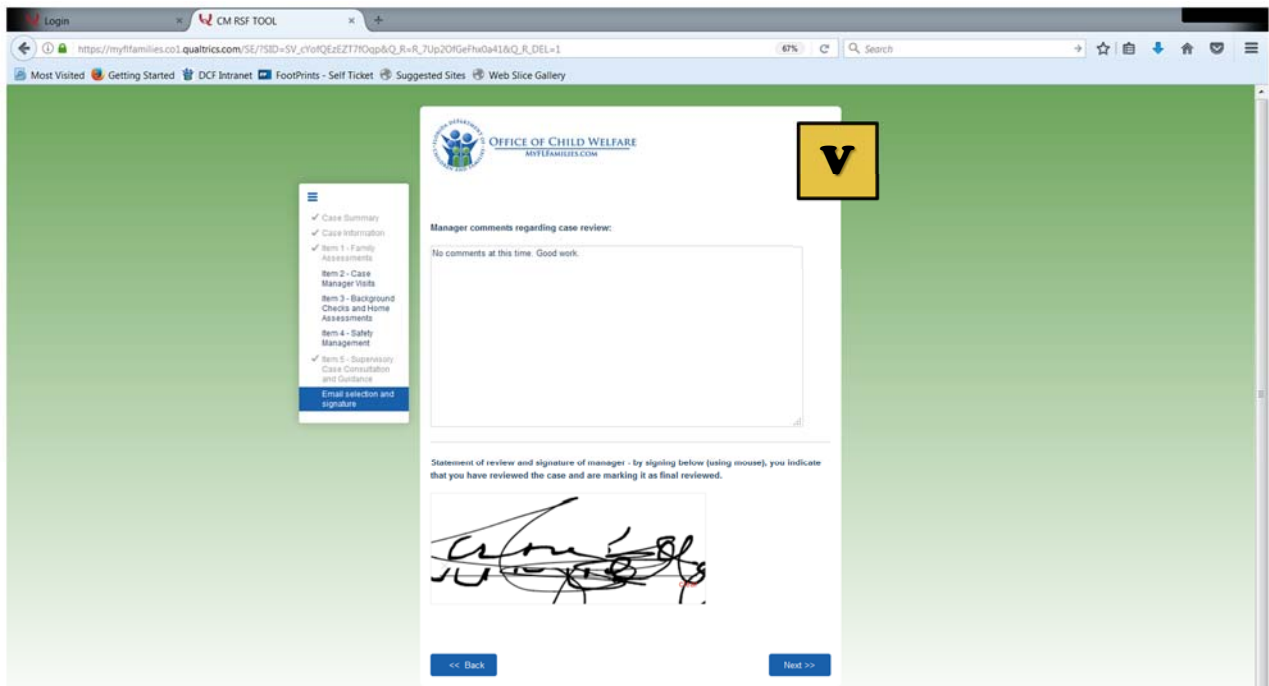 Login
CM RSF TOOL
https://myflfamilies.co1.qualtrics.com/SE/?SID=SV_cYofQEzEZT7fOqp&Q_R=R_7Up2OfGeFhx0a41&Q_R_DEL=1
67%
Search
Most Visited Getting Started DCF Intranet FootPrints - Self Ticket Suggested Sites Web Slice Gallery
OFFICE OF CHILD WELFARE
MYFLFAMILIES.COM
V
✓ Case Summary
✓ Case Information
✓ Item 1 - Family
Assessments
Item 2 - Case
Manager Visits
Item 3 - Background
Checks and Home
Assessments
Item 4 - Safety
Management
✓ Item 5 - Supervisory
Case Consultation
and Guidance
Email selection and
signature
Manager comments regarding case review:
No comments at this time. Good work.
Statement of review and signature of manager - by signing below (using mouse), you indicate
that you have reviewed the case and are marking it as final reviewed.
<< Back
Next >>